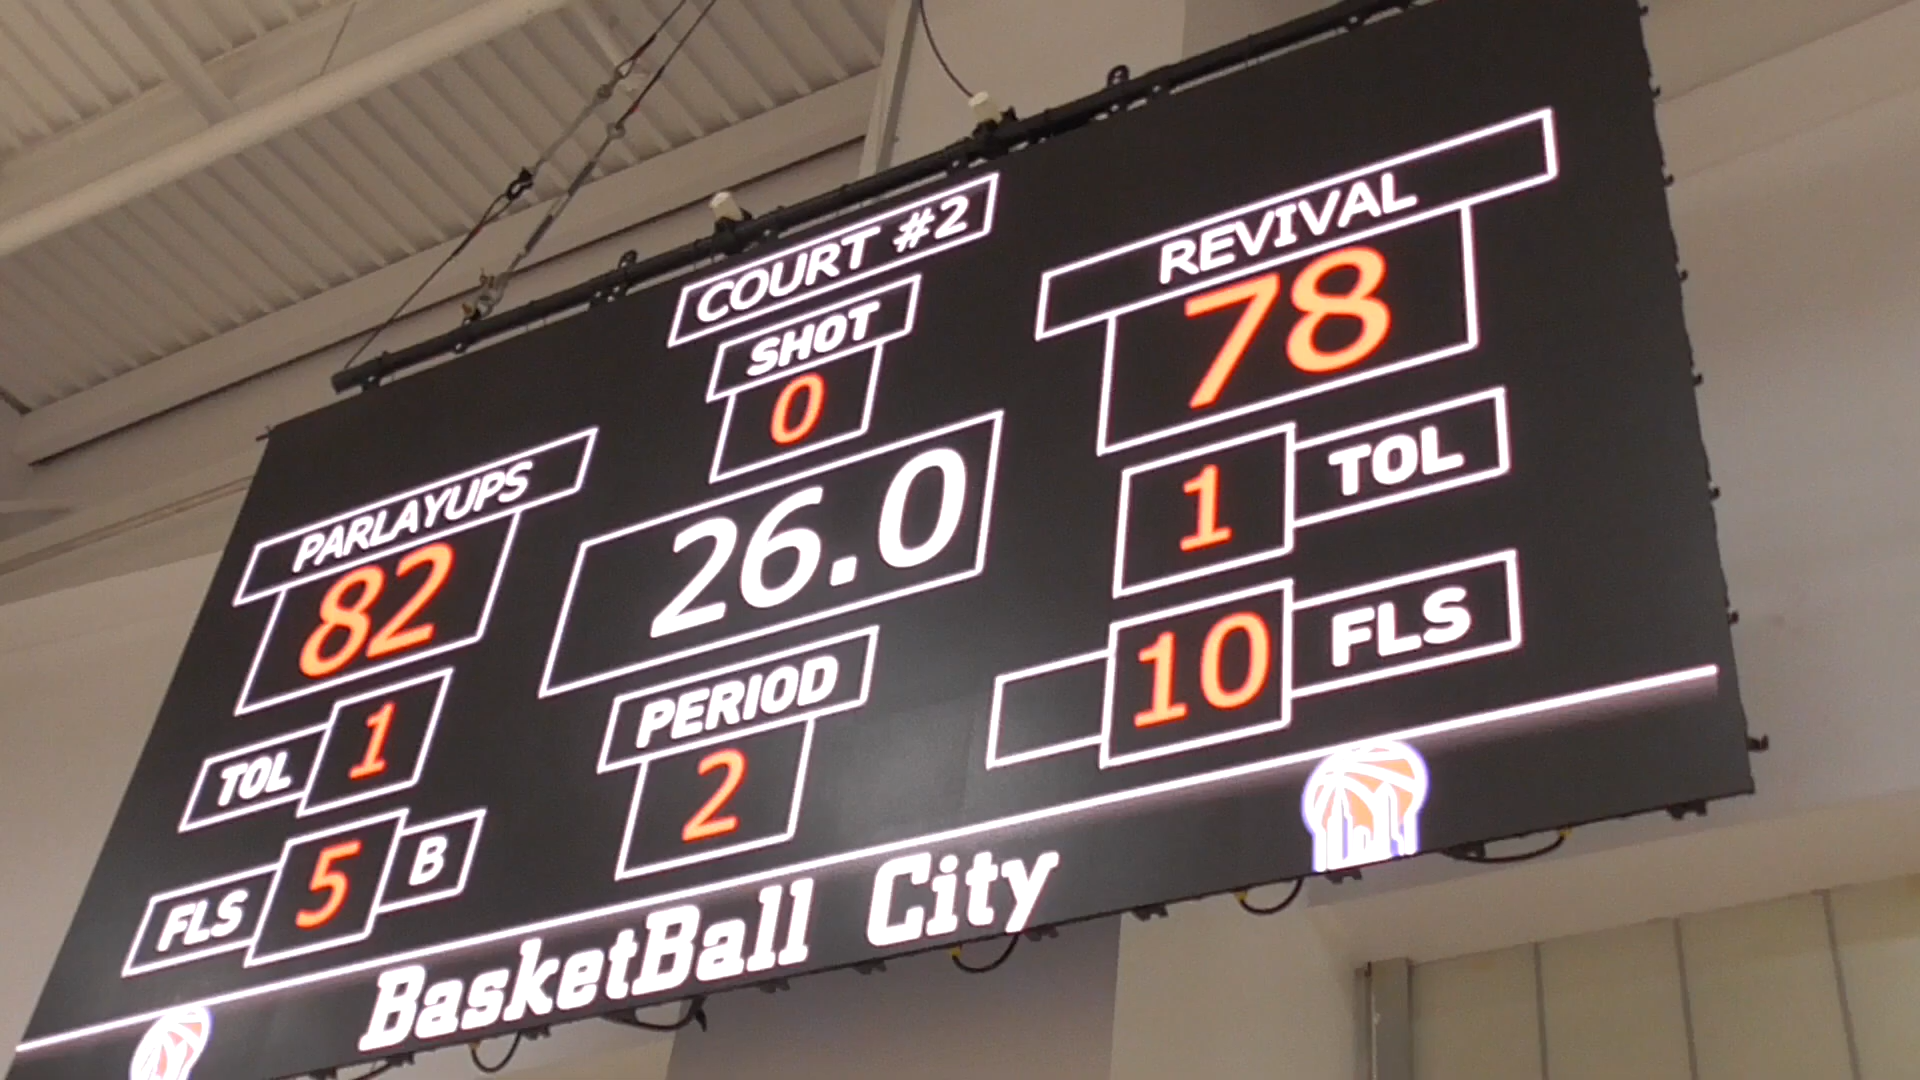 COURT #2
SHOT
0
26.0
PERIOD
2
PARLAYUPS
82
TOL 1
FLS 5 B
REVIVAL
78
1 TOL
10 FLS
BasketBall City